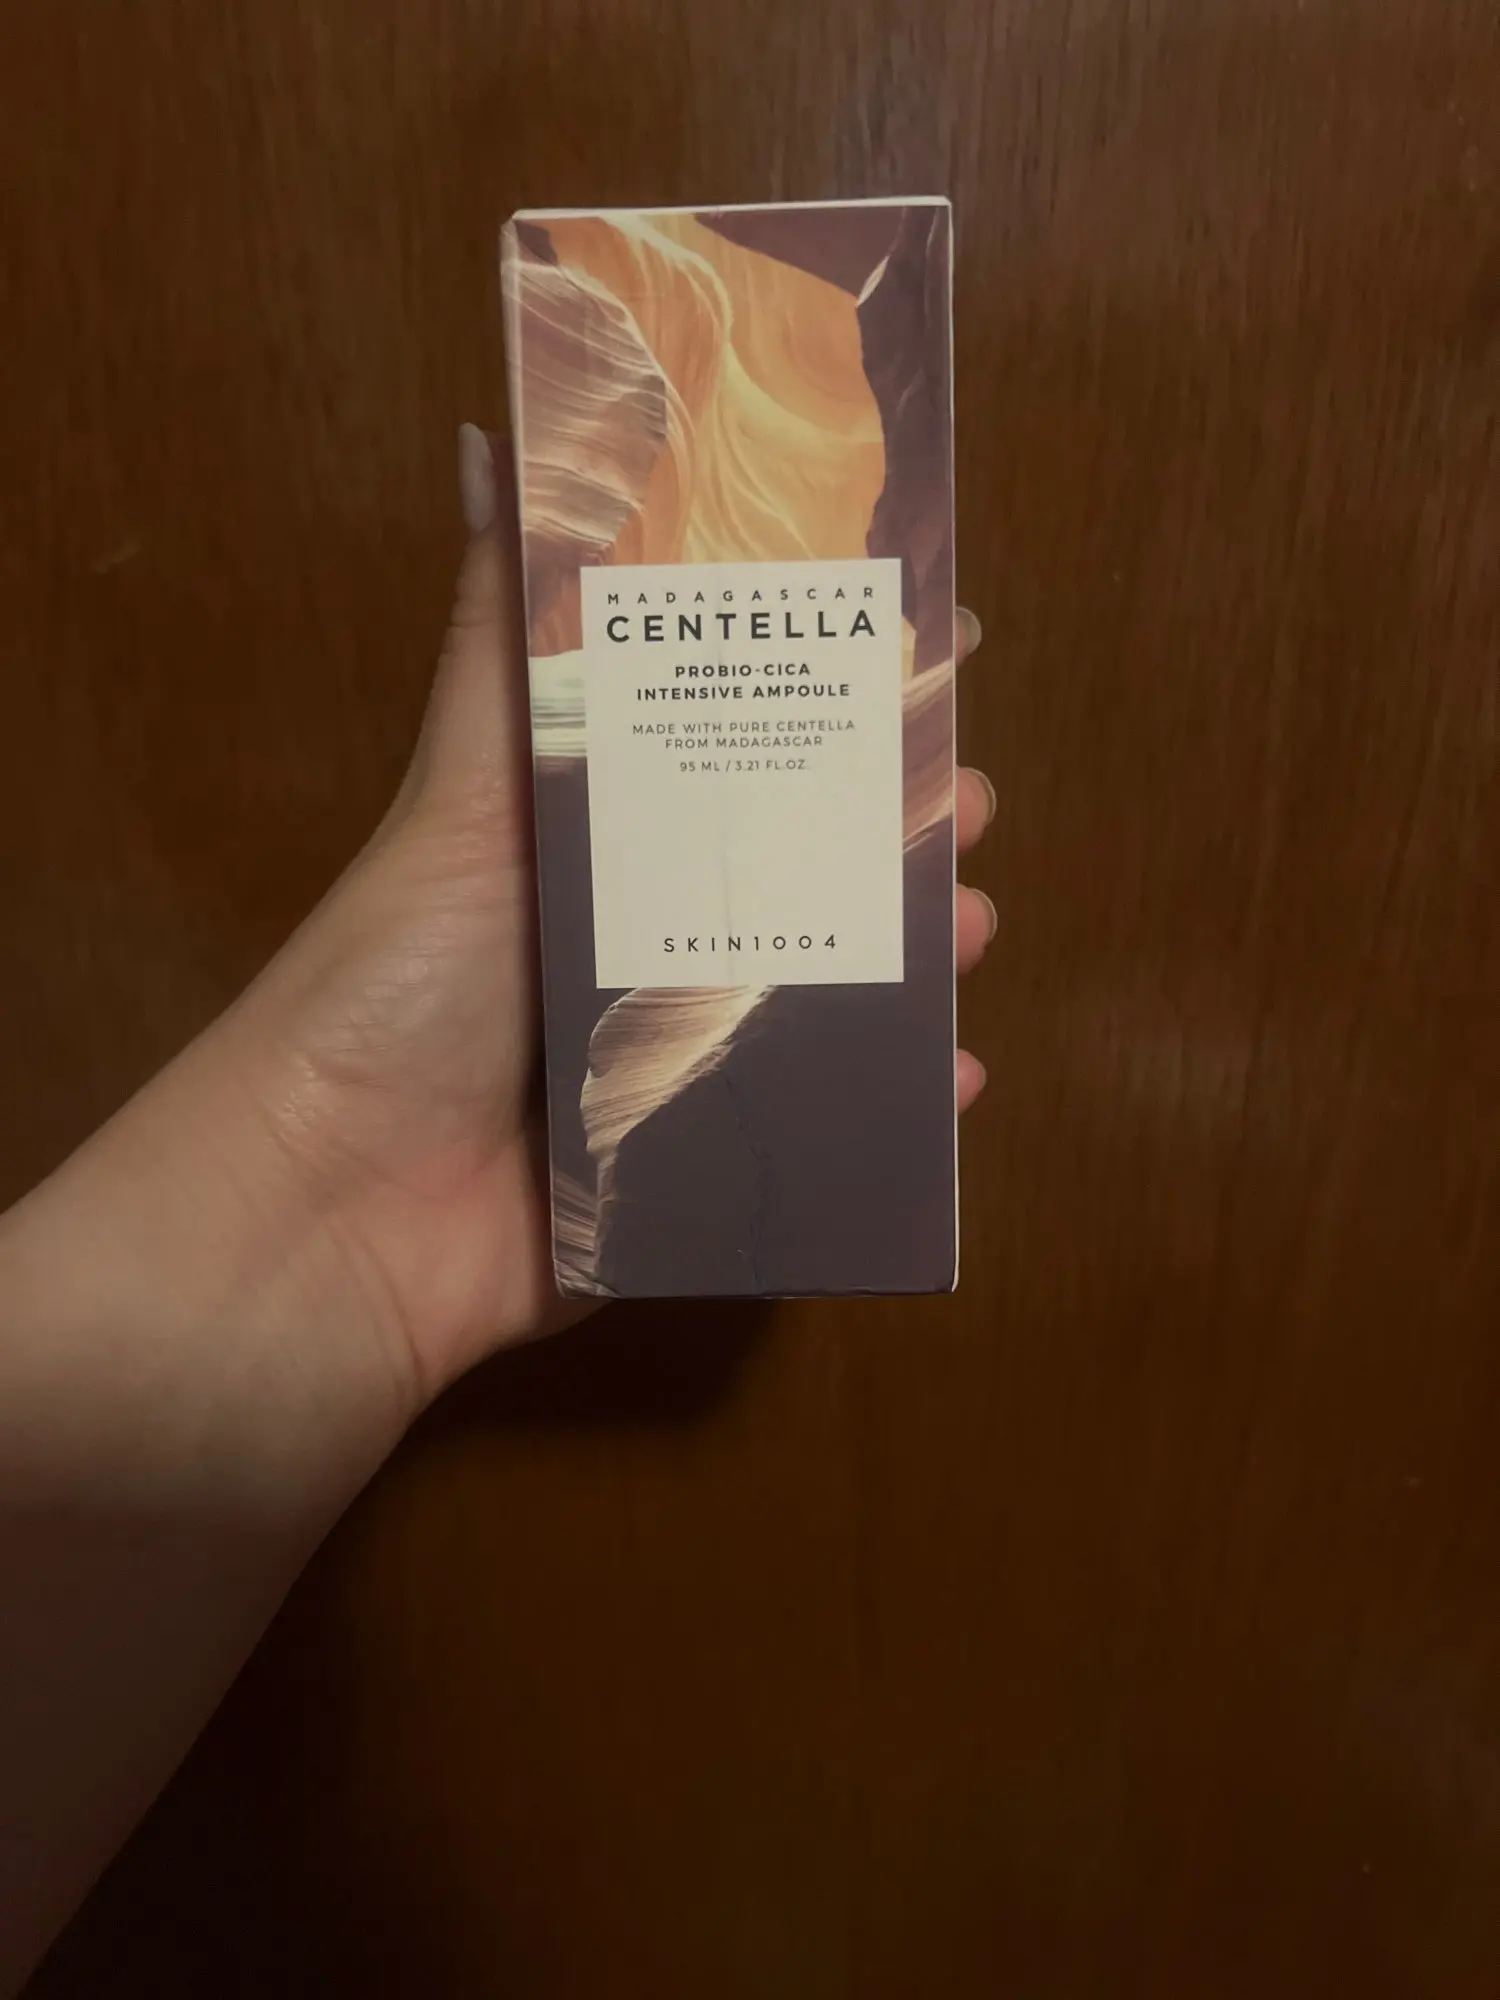 MADAGASCAR
CENTELLA
PROBIO-CICA
INTENSIVE AMPOULE
MADE WITH PURE CENTELLA
FROM MADAGASCAR
95 ML / 3.21 FL.OZ.
SKIN1004